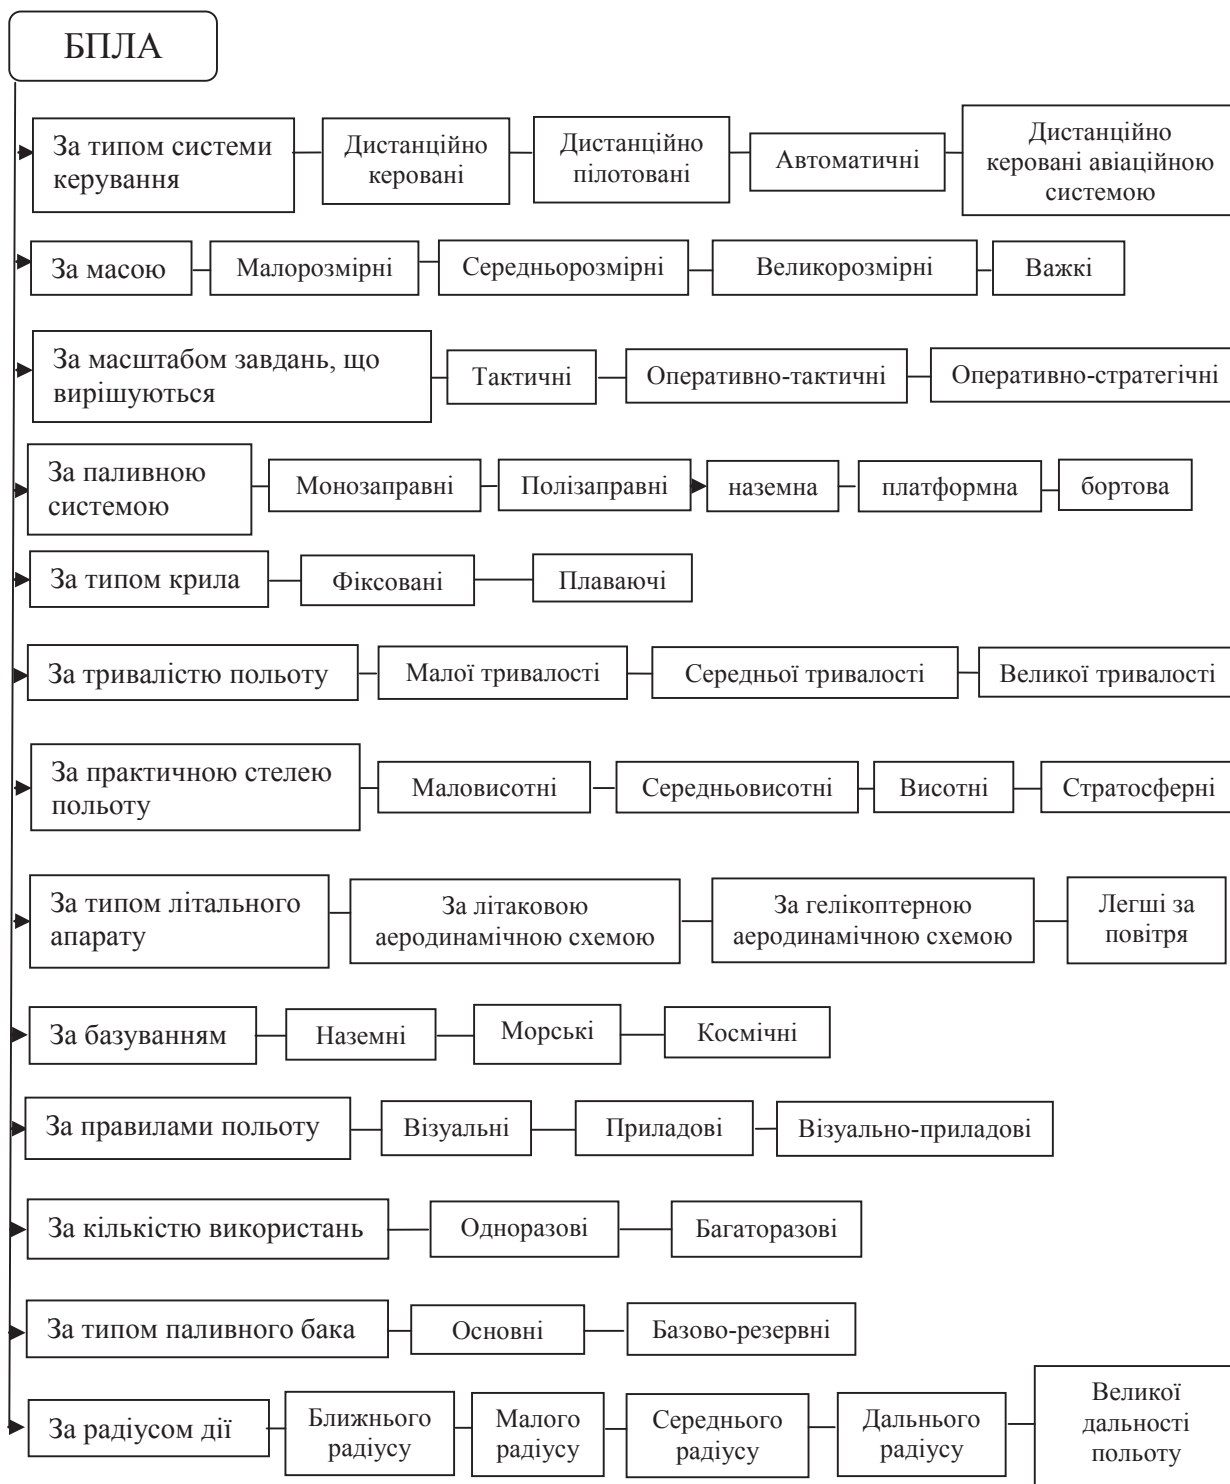 БПЛА
За типом системи
керування
Дистанційно
керовані
Дистанційно
пілотовані
Автоматичні
Дистанційно
керовані авіаційною
системою
За масою
Малорозмірні
Середньорозмірні
Великорозмірні
Важкі
За масштабом завдань, що
вирішуються
Тактичні
Оперативно-тактичні
Оперативно-стратегічні
За паливною
системою
Монозаправні
Полізаправні
наземна
платформна
бортова
За типом крила
Фіксовані
Плаваючі
За тривалістю польоту
Малої тривалості
Середньої тривалості
Великої тривалості
За практичною стелею
польоту
Маловисотні
Середньовисотні
Висотні
Стратосферні
За типом літального
апарату
За літаковою
аеродинамічною схемою
За гелікоптерною
аеродинамічною схемою
Легші за
повітря
За базуванням
Наземні
Морські
Космічні
За правилами польоту
Візуальні
Приладові
Візуально-приладові
За кількістю використань
Одноразові
Багаторазові
За типом паливного бака
Основні
Базово-резервні
За радіусом дії
Ближнього
радіусу
Малого
радіусу
Середнього
радіусу
Дальнього
радіусу
Великої
дальності
польоту